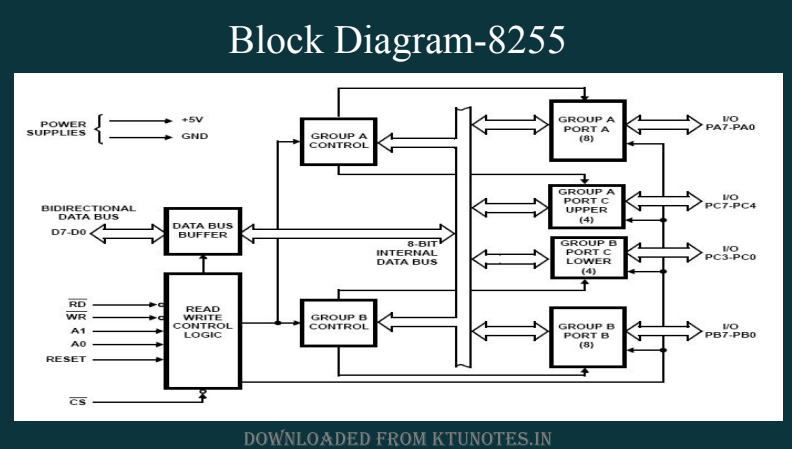 Block Diagram-8255
POWER
SUPPLIES
+5V
GND
GROUP A
CONTROL
GROUP A
PORT A
(8)
I/O
PA7-PA0
BIDIRECTIONAL
DATA BUS
D7-D0
DATA BUS
BUFFER
8-BIT
INTERNAL
DATA BUS
GROUP A
PORT C
UPPER
(4)
I/O
PC7-PC4
GROUP B
PORT C
LOWER
(4)
I/O
PC3-PC0
RD
WR
A1
A0
RESET
CS
READ
WRITE
CONTROL
LOGIC
GROUP B
CONTROL
GROUP B
PORT B
(8)
I/O
PB7-PB0
DOWNLOADED FROM KTUNOTES.IN